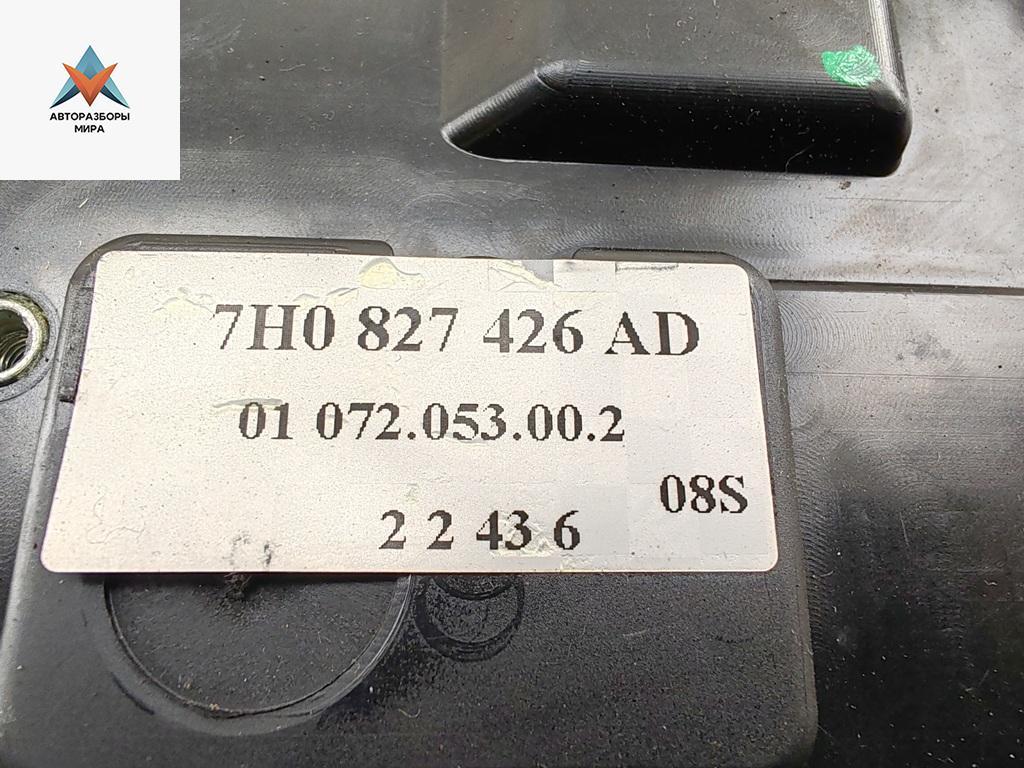 АВТОРАЗБОРЫ
МИРА
7H0 827 426 AD
01 072.053.00.2
08S
2 2 43 6